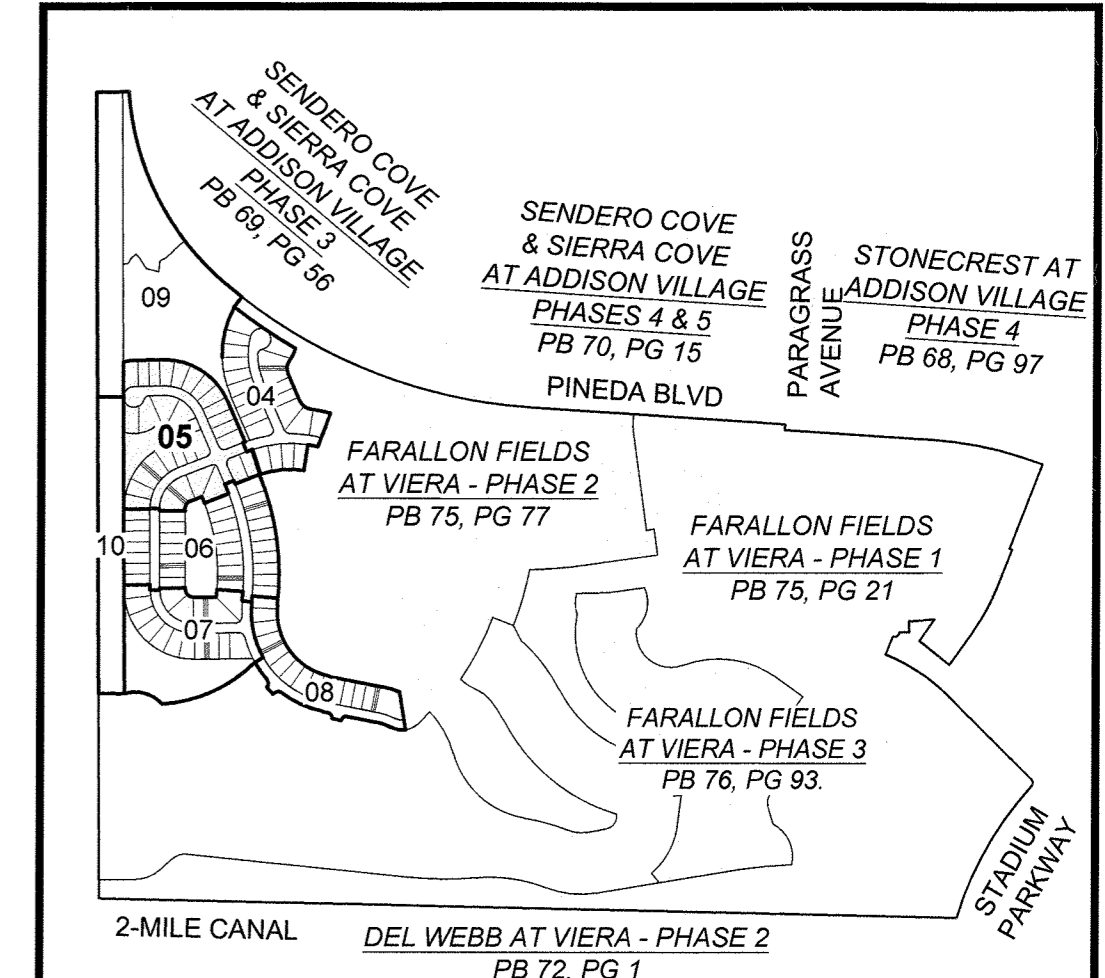 SENDERO COVE
& SIERRA COVE
AT ADDISON VILLAGE
PHASE 3
PB 69, PG 56
SENDERO COVE
& SIERRA COVE
AT ADDISON VILLAGE
PHASES 4 & 5
PB 70, PG 15
PARAGRASS
AVENUE
STONECREST AT
ADDISON VILLAGE
PHASE 4
PB 68, PG 97
PINEDA BLVD
09
04
05
FARALLON FIELDS
AT VIERA - PHASE 2
PB 75, PG 77
FARALLON FIELDS
AT VIERA - PHASE 1
PB 75, PG 21
10
06
07
08
FARALLON FIELDS
AT VIERA - PHASE 3
PB 76, PG 93.
STADIUM
PARKWAY
2-MILE CANAL
DEL WEBB AT VIERA - PHASE 2
PB 72, PG 1